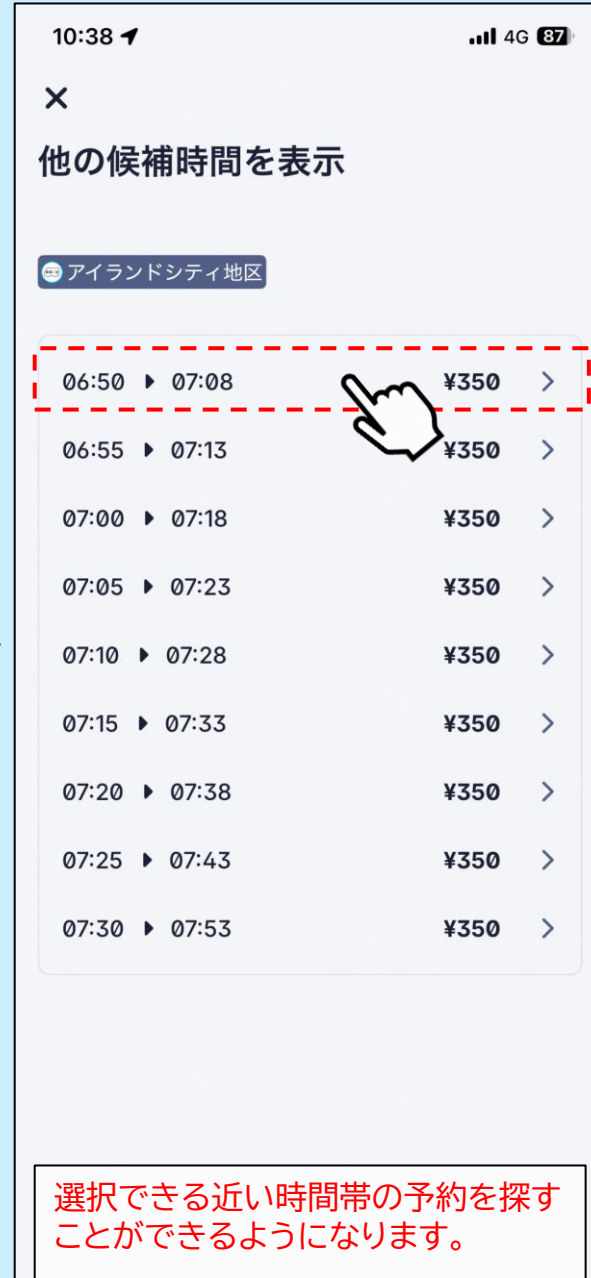 10:38
4G 87
他の候補時間を表示
アイランドシティ地区
06:50 ▶ 07:08 ¥350 >
06:55 ▶ 07:13 ¥350 >
07:00 ▶ 07:18 ¥350 >
07:05 ▶ 07:23 ¥350 >
07:10 ▶ 07:28 ¥350 >
07:15 ▶ 07:33 ¥350 >
07:20 ▶ 07:38 ¥350 >
07:25 ▶ 07:43 ¥350 >
07:30 ▶ 07:53 ¥350 >
選択できる近い時間帯の予約を探す
ことができるようになります。